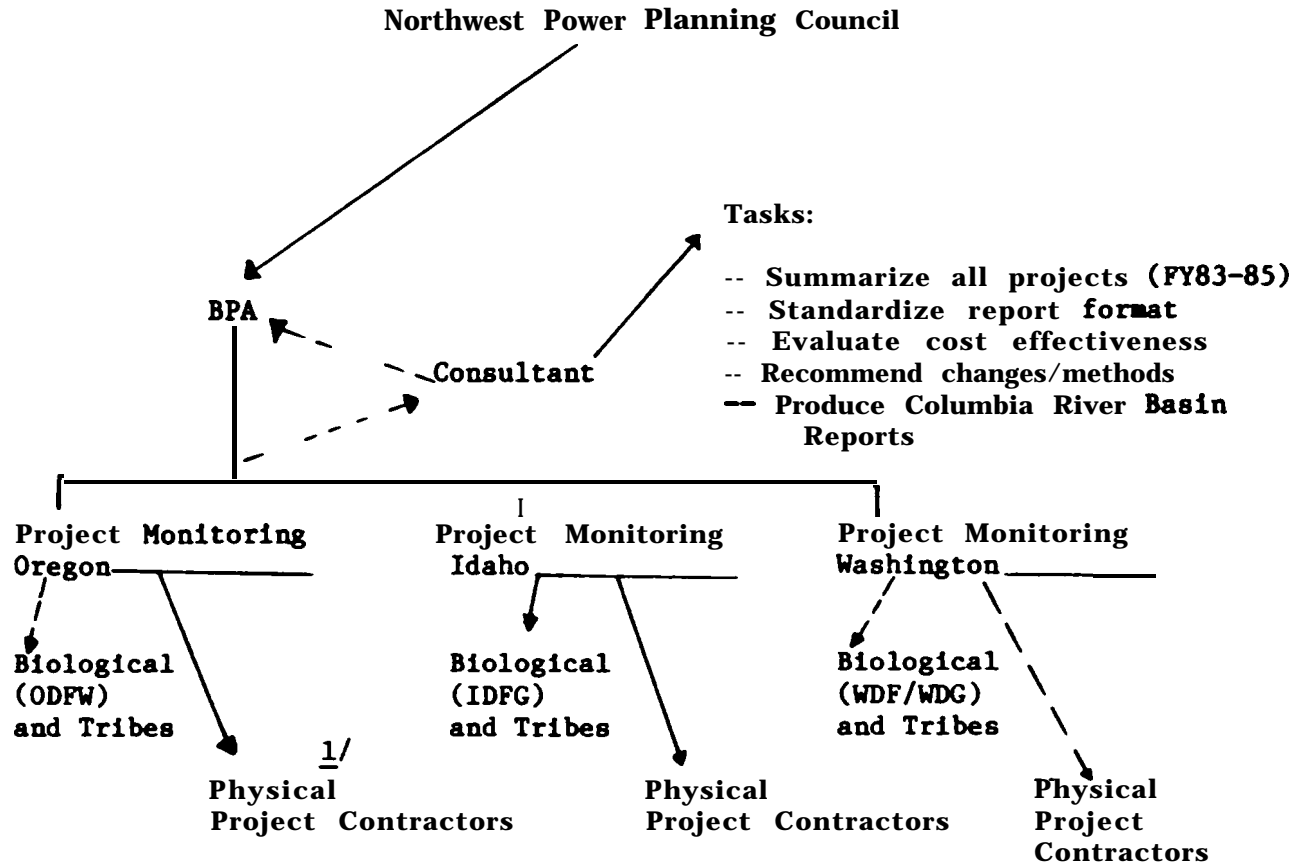 Northwest Power Planning Council
Tasks:
-- Summarize all projects (FY83-85)
-- Standardize report format
-- Evaluate cost effectiveness
-- Recommend changes/methods
-- Produce Columbia River Basin
Reports
BPA
Consultant
Project Monitoring
Oregon
Biological
(ODFW)
and Tribes
1/
Physical
Project Contractors
Project Monitoring
Idaho
Biological
(IDFG)
and Tribes
Physical
Project Contractors
Project Monitoring
Washington
Biological
(WDF/WDG)
and Tribes
Physical
Project
Contractors